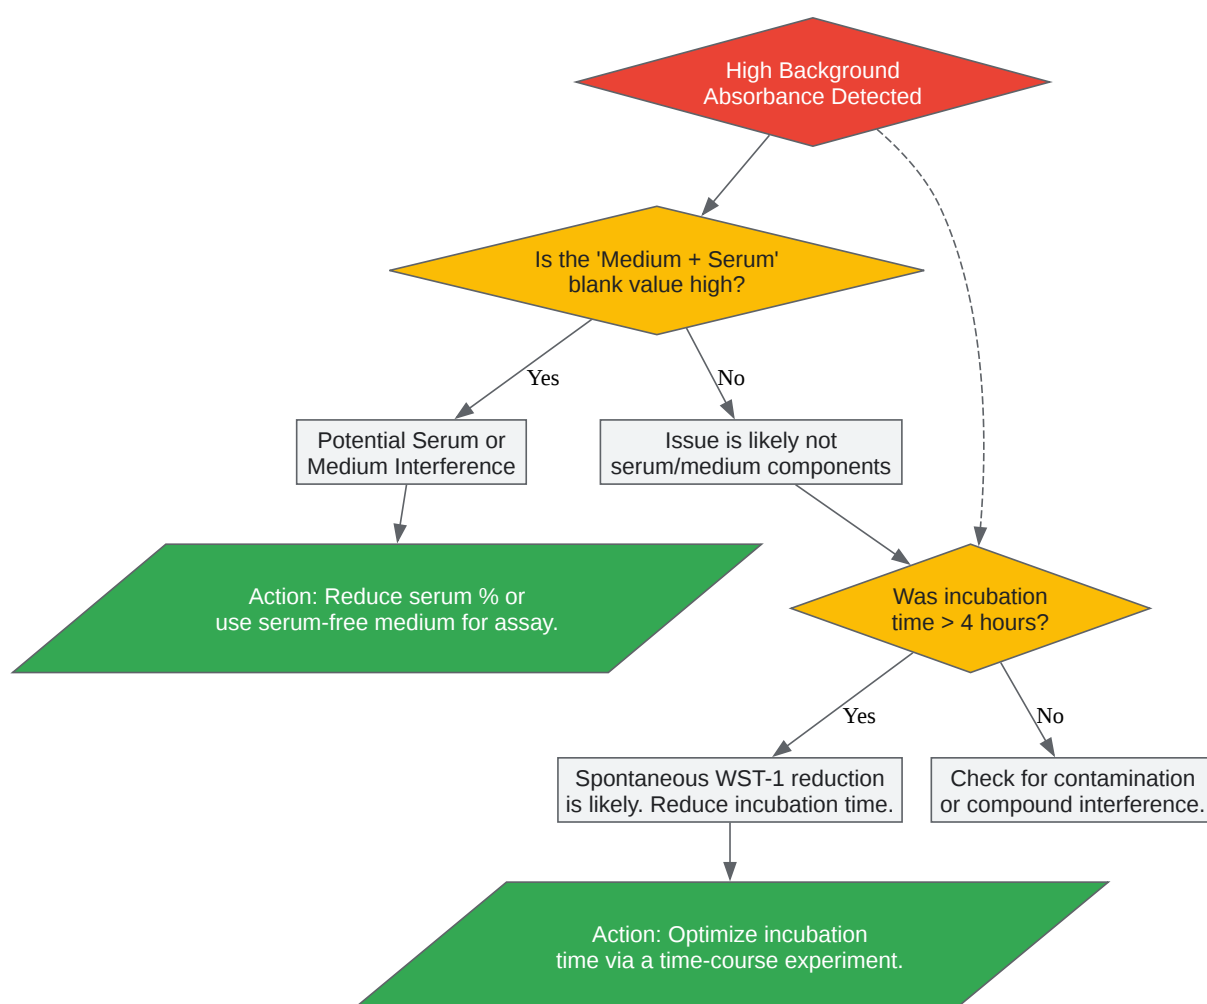 High Background
Absorbance Detected
Is the 'Medium + Serum'
blank value high?
Yes
No
Potential Serum or
Medium Interference
Issue is likely not
serum/medium components
Action: Reduce serum % or
use serum-free medium for assay.
Was incubation
time > 4 hours?
Yes
No
Spontaneous WST-1 reduction
is likely. Reduce incubation time.
Check for contamination
or compound interference.
Action: Optimize incubation
time via a time-course experiment.